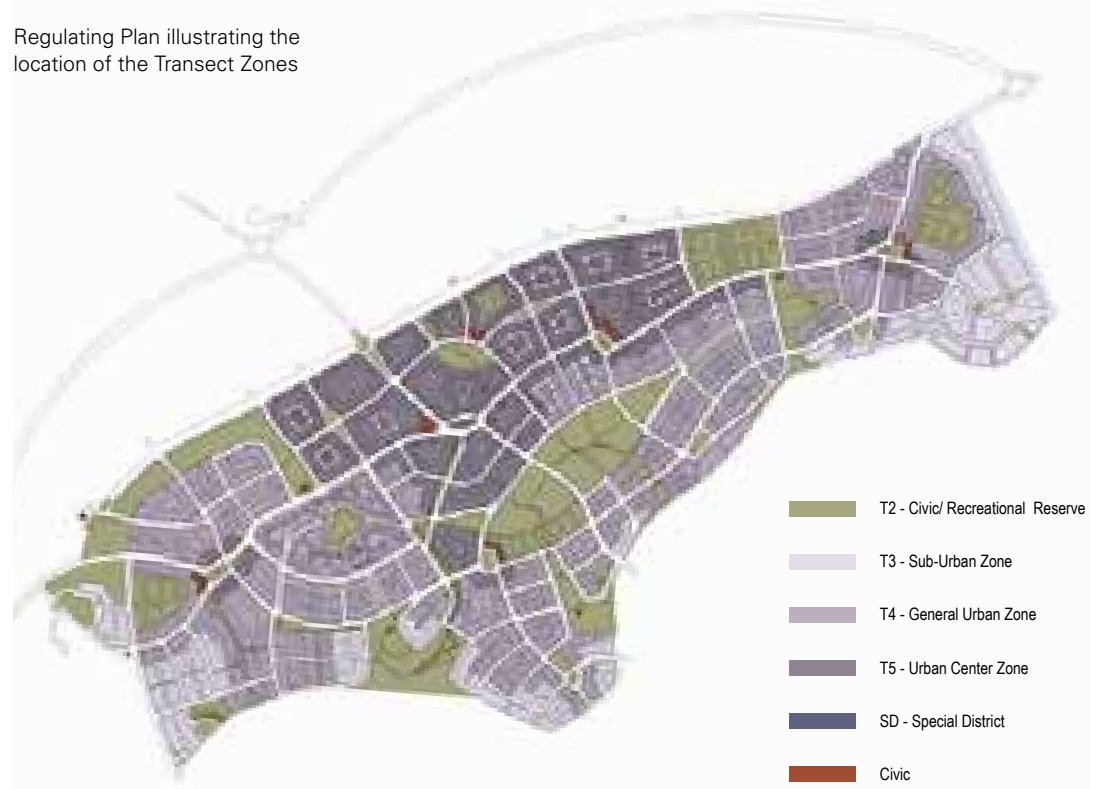 Regulating Plan illustrating the
location of the Transect Zones
T2 - Civic/ Recreational Reserve
T3 - Sub-Urban Zone
T4 - General Urban Zone
T5 - Urban Center Zone
SD - Special District
Civic